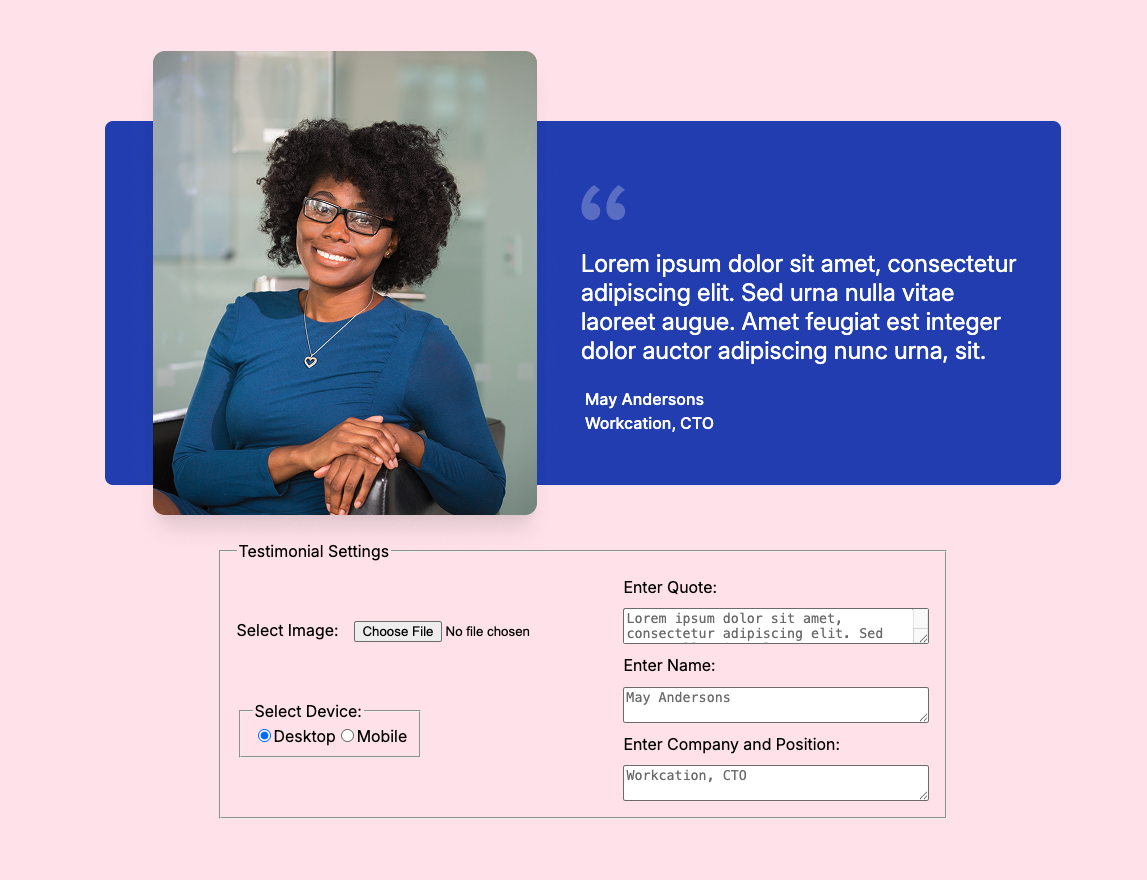 “
Lorem ipsum dolor sit amet, consectetur
adipiscing elit. Sed urna nulla vitae
laoreet augue. Amet feugiat est integer
dolor auctor adipiscing nunc urna, sit.
May Andersons
Workcation, CTO
Testimonial Settings
Select Image: Choose File No file chosen
Select Device:
Desktop Mobile
Enter Quote:
Lorem ipsum dolor sit amet,
consectetur adipiscing elit. Sed
Enter Name:
May Andersons
Enter Company and Position:
Workcation, CTO